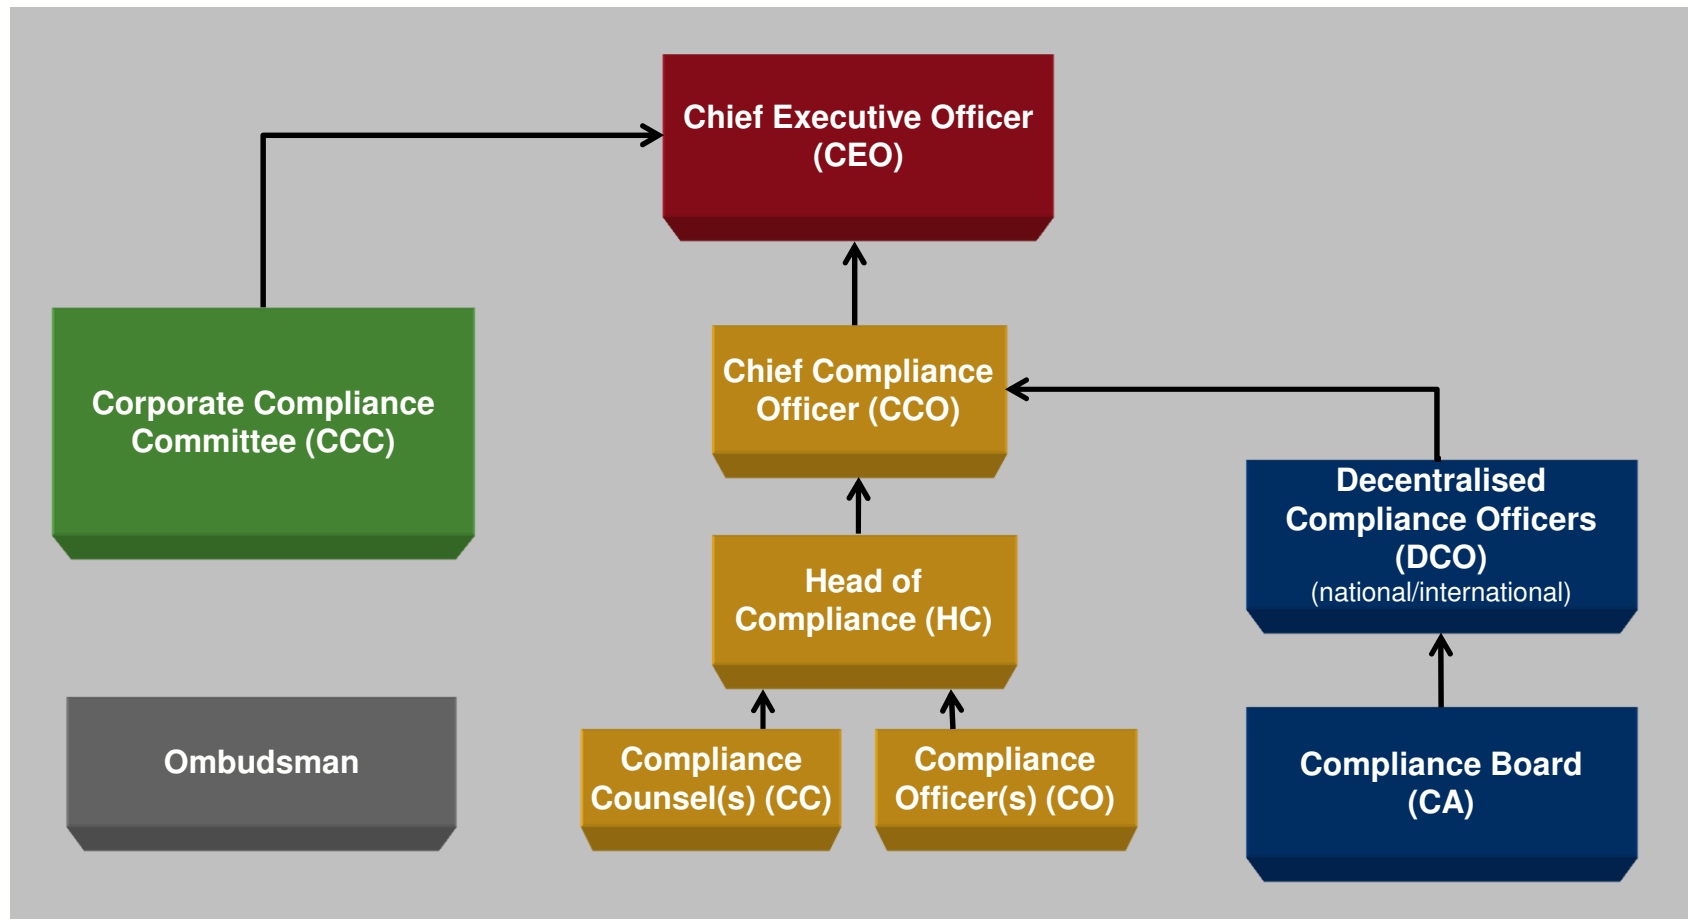 Chief Executive Officer
(CEO)
Corporate Compliance
Committee (CCC)
Chief Compliance
Officer (CCO)
Decentralised
Compliance Officers
(DCO)
(national/international)
Head of
Compliance (HC)
Ombudsman
Compliance
Counsel(s) (CC)
Compliance
Officer(s) (CO)
Compliance Board
(CA)